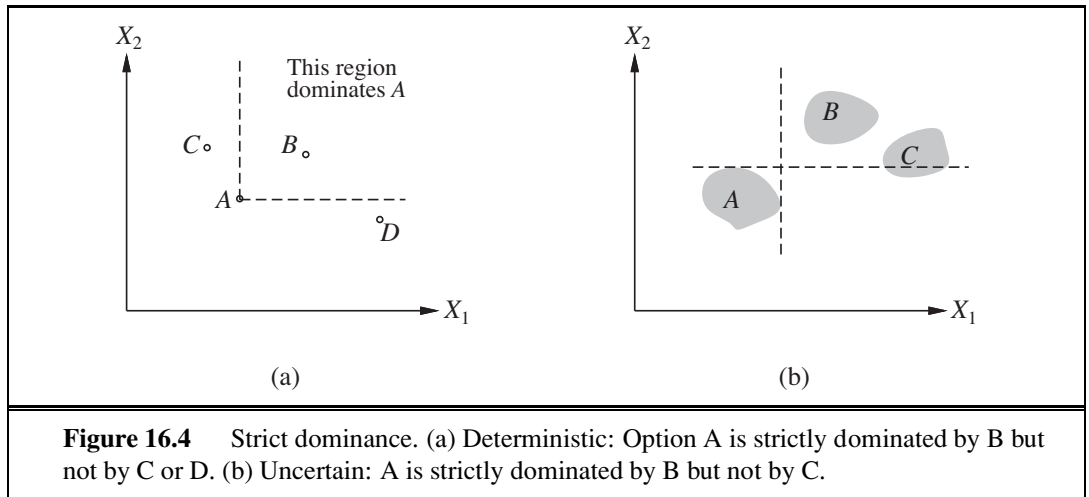 X2
This region
dominates A
C
B
A
D
X1
(a)
X2
B
C
A
X1
(b)
Figure 16.4 Strict dominance. (a) Deterministic: Option A is strictly dominated by B but
not by C or D. (b) Uncertain: A is strictly dominated by B but not by C.